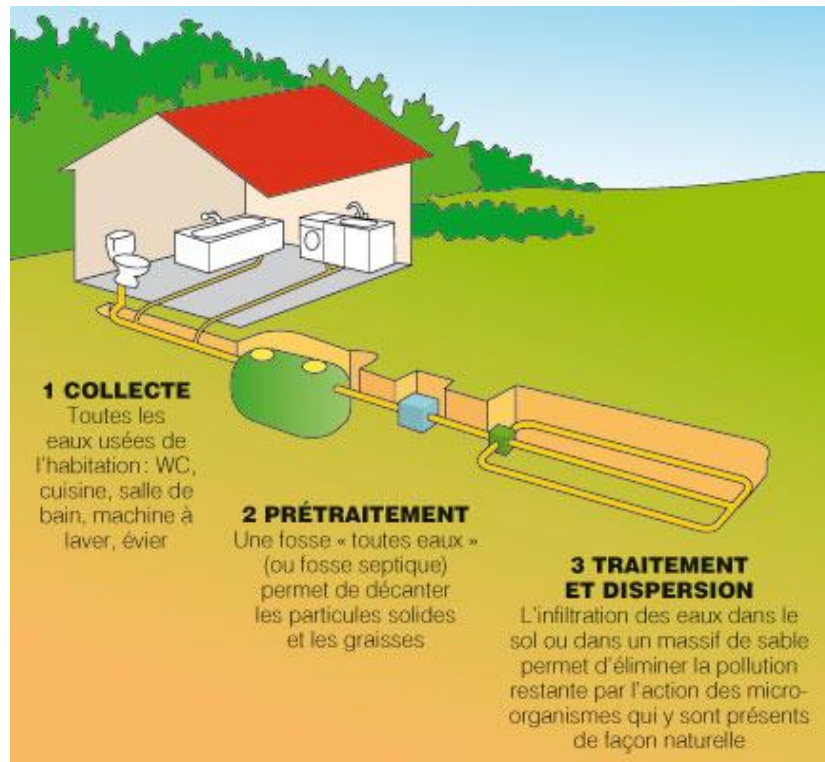 1 COLLECTE
Toutes les
eaux usées de
l'habitation : WC,
cuisine, salle de
bain, machine à
laver, évier
2 PRÉTRAITEMENT
Une fosse « toutes eaux »
(ou fosse septique)
permet de décanter
les particules solides
et les graisses
3 TRAITEMENT
ET DISPERSION
L'infiltration des eaux dans le
sol ou dans un massif de sable
permet d'éliminer la pollution
restante par l'action des micro-
organismes qui y sont présents
de façon naturelle